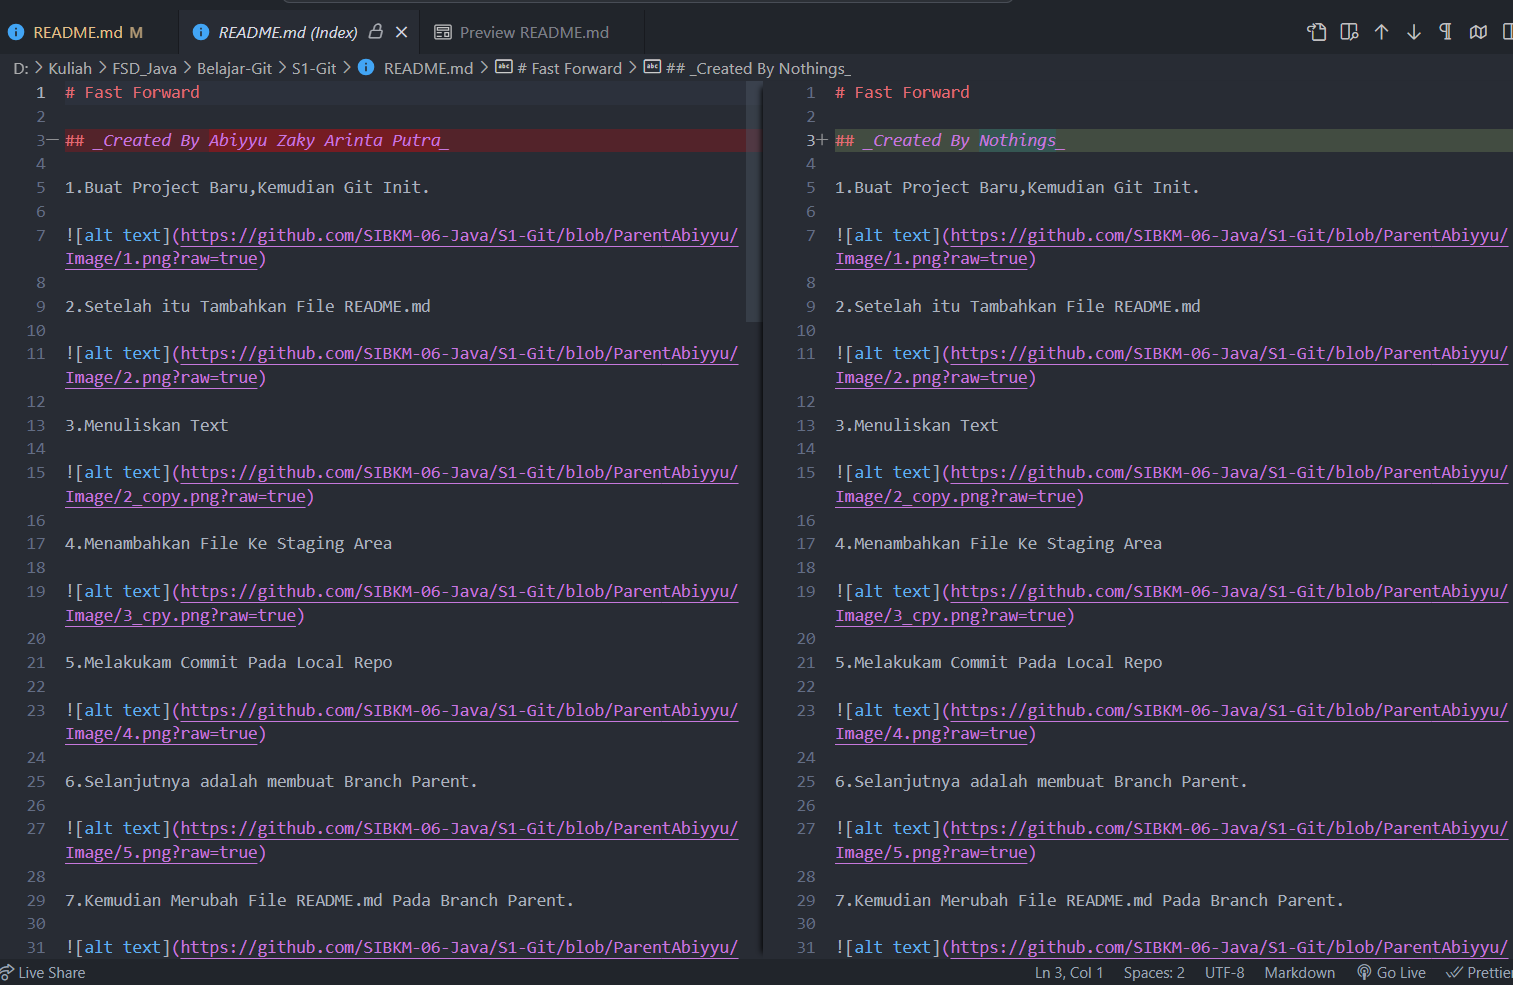 README.md M
README.md (Index)
Preview README.md
D: > Kuliah > FSD_Java > Belajar-Git > S1-Git > README.md > # Fast Forward > ## _Created By Nothings_
1 # Fast Forward
2
3— ## _Created By Abiyyu Zaky Arinta Putra_
4
5 1.Buat Project Baru,Kemudian Git Init.
6
7 ![alt text](https://github.com/SIBKM-06-Java/S1-Git/blob/ParentAbiyyu/
Image/1.png?raw=true)
8
9 2.Setelah itu Tambahkan File README.md
10
11 ![alt text](https://github.com/SIBKM-06-Java/S1-Git/blob/ParentAbiyyu/
Image/2.png?raw=true)
12
13 3.Menuliskan Text
14
15 ![alt text](https://github.com/SIBKM-06-Java/S1-Git/blob/ParentAbiyyu/
Image/2_copy.png?raw=true)
16
17 4.Menambahkan File Ke Staging Area
18
19 ![alt text](https://github.com/SIBKM-06-Java/S1-Git/blob/ParentAbiyyu/
Image/3_cpy.png?raw=true)
20
21 5.Melakukam Commit Pada Local Repo
22
23 ![alt text](https://github.com/SIBKM-06-Java/S1-Git/blob/ParentAbiyyu/
Image/4.png?raw=true)
24
25 6.Selanjutnya adalah membuat Branch Parent.
26
27 ![alt text](https://github.com/SIBKM-06-Java/S1-Git/blob/ParentAbiyyu/
Image/5.png?raw=true)
28
29 7.Kemudian Merubah File README.md Pada Branch Parent.
30
31 ![alt text](https://github.com/SIBKM-06-Java/S1-Git/blob/ParentAbiyyu/
1 # Fast Forward
2
3+ ## _Created By Nothings_
4
5 1.Buat Project Baru,Kemudian Git Init.
6
7 ![alt text](https://github.com/SIBKM-06-Java/S1-Git/blob/ParentAbiyyu/
Image/1.png?raw=true)
8
9 2.Setelah itu Tambahkan File README.md
10
11 ![alt text](https://github.com/SIBKM-06-Java/S1-Git/blob/ParentAbiyyu/
Image/2.png?raw=true)
12
13 3.Menuliskan Text
14
15 ![alt text](https://github.com/SIBKM-06-Java/S1-Git/blob/ParentAbiyyu/
Image/2_copy.png?raw=true)
16
17 4.Menambahkan File Ke Staging Area
18
19 ![alt text](https://github.com/SIBKM-06-Java/S1-Git/blob/ParentAbiyyu/
Image/3_cpy.png?raw=true)
20
21 5.Melakukam Commit Pada Local Repo
22
23 ![alt text](https://github.com/SIBKM-06-Java/S1-Git/blob/ParentAbiyyu/
Image/4.png?raw=true)
24
25 6.Selanjutnya adalah membuat Branch Parent.
26
27 ![alt text](https://github.com/SIBKM-06-Java/S1-Git/blob/ParentAbiyyu/
Image/5.png?raw=true)
28
29 7.Kemudian Merubah File README.md Pada Branch Parent.
30
31 ![alt text](https://github.com/SIBKM-06-Java/S1-Git/blob/ParentAbiyyu/
Live Share Ln 3, Col 1 Spaces: 2 UTF-8 Markdown Go Live Prettie